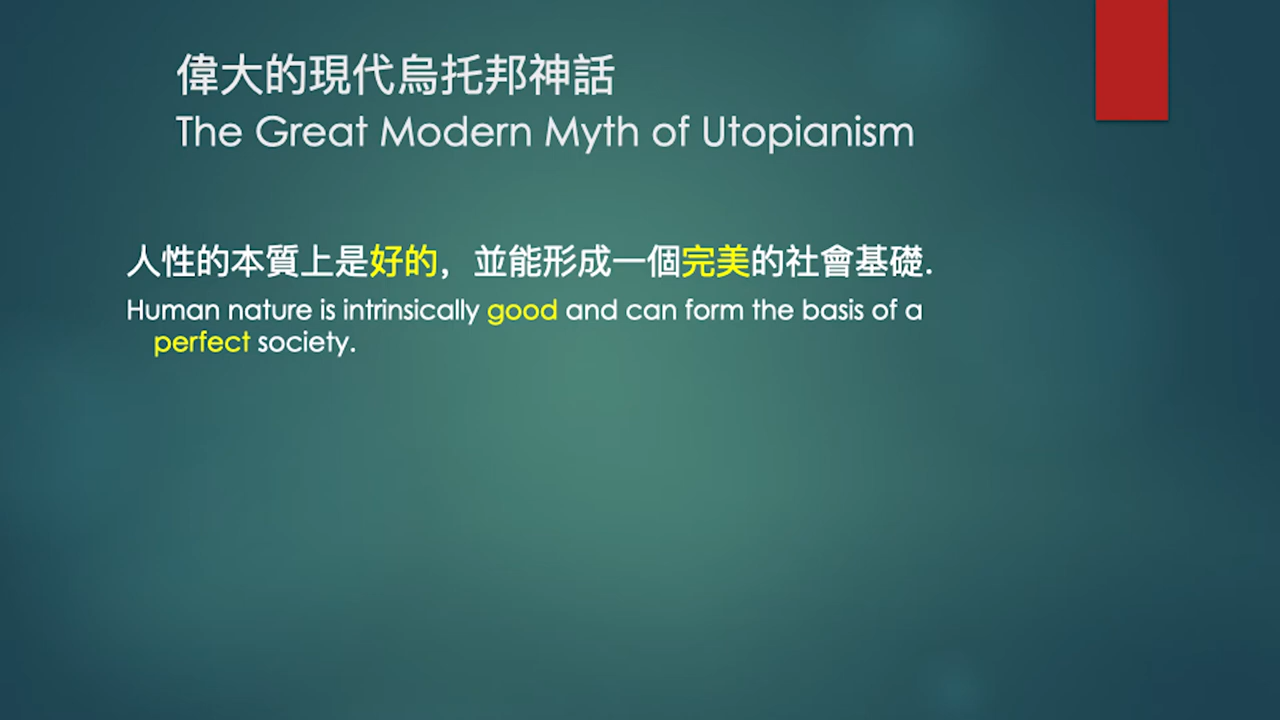 偉大的現代烏托邦神話
The Great Modern Myth of Utopianism
人性的本質上是好的，並能形成一個完美的社會基礎.
Human nature is intrinsically good and can form the basis of a
perfect society.